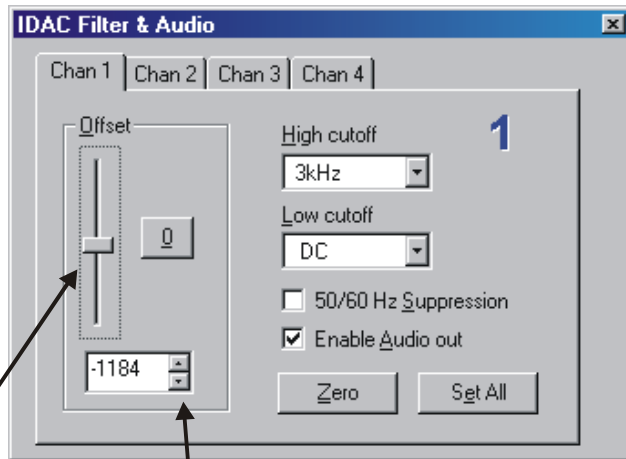 IDAC Filter & Audio
Chan 1 Chan 2 Chan 3 Chan 4
Offset
0
-1184
High cutoff
3kHz
Low cutoff
DC
50/60 Hz Suppression
Enable Audio out
Zero Set All
1